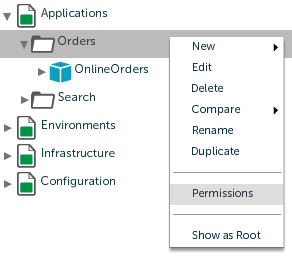 Applications
Orders
OnlineOrders
Search
Environments
Infrastructure
Configuration
New
Edit
Delete
Compare
Rename
Duplicate
Permissions
Show as Root